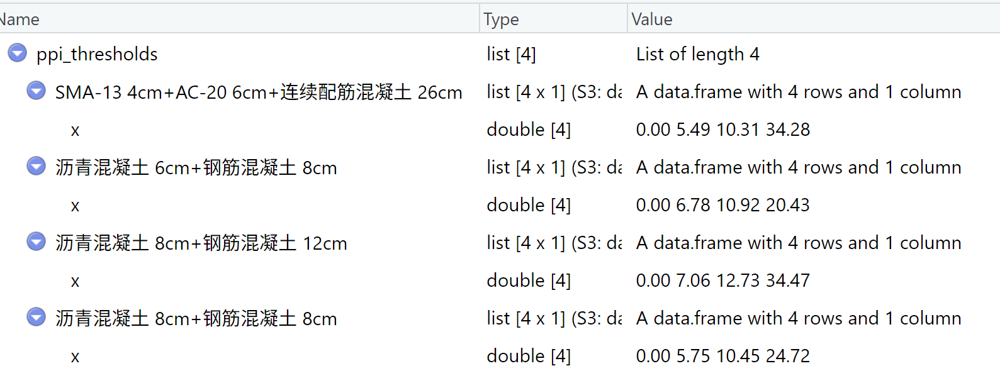 Name Type Value
ppi_thresholds list [4] List of length 4
SMA-13 4cm+AC-20 6cm+连续配筋混凝土 26cm list [4 x 1] (S3: da A data.frame with 4 rows and 1 column
x double [4] 0.00 5.49 10.31 34.28
沥青混凝土 6cm+钢筋混凝土 8cm list [4 x 1] (S3: da A data.frame with 4 rows and 1 column
x double [4] 0.00 6.78 10.92 20.43
沥青混凝土 8cm+钢筋混凝土 12cm list [4 x 1] (S3: da A data.frame with 4 rows and 1 column
x double [4] 0.00 7.06 12.73 34.47
沥青混凝土 8cm+钢筋混凝土 8cm list [4 x 1] (S3: da A data.frame with 4 rows and 1 column
x double [4] 0.00 5.75 10.45 24.72